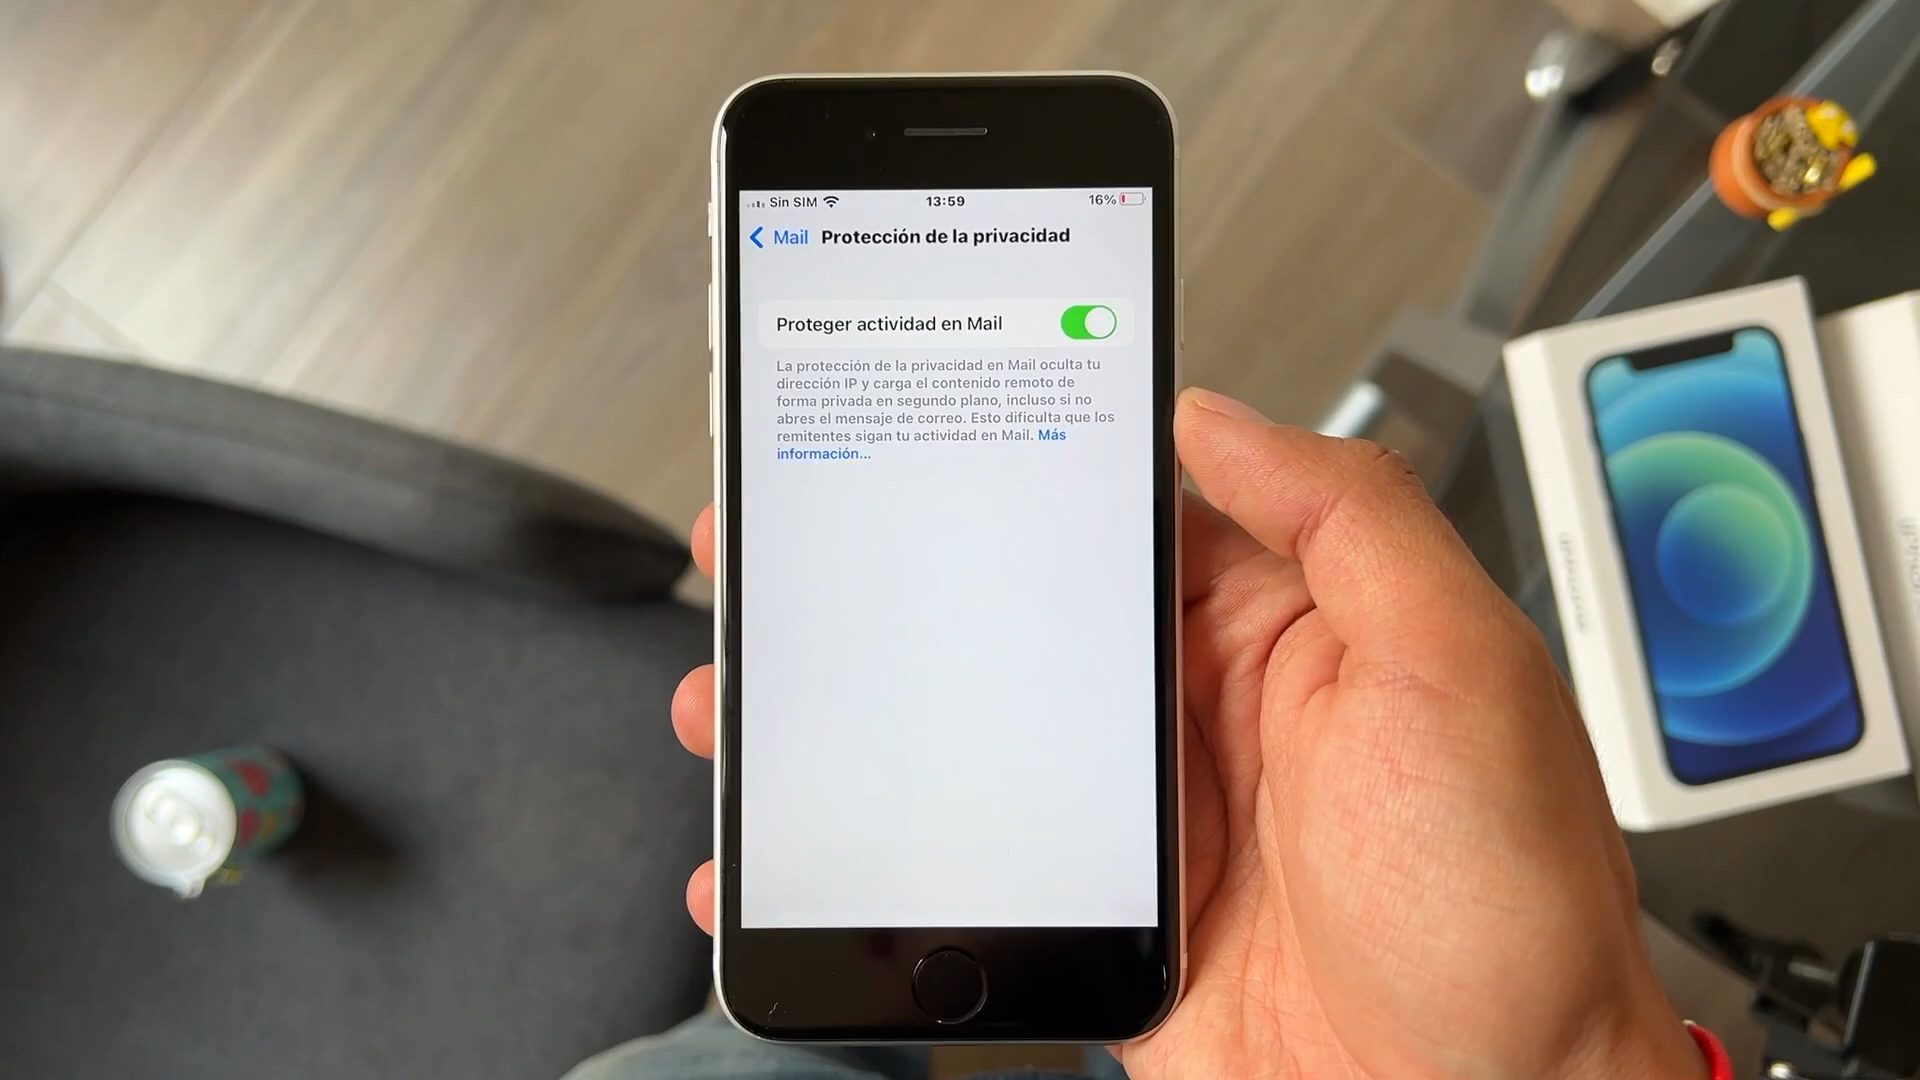 Sin SIM 13:59 16%
Mail Protección de la privacidad
Proteger actividad en Mail
La protección de la privacidad en Mail oculta tu
dirección IP y carga el contenido remoto de
forma privada en segundo plano, incluso si no
abres el mensaje de correo. Esto dificulta que los
remitentes sigan tu actividad en Mail. Más
información...